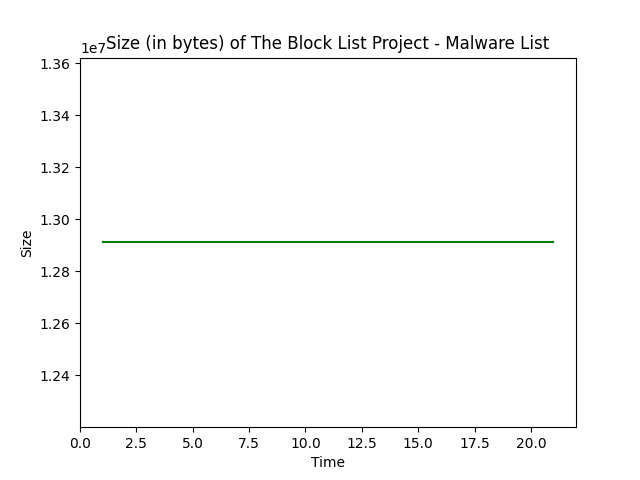 Size (in bytes) of The Block List Project - Malware List
1e7
1.36
1.34
1.32
1.30
1.28
1.26
1.24
Size
0.0 2.5 5.0 7.5 10.0 12.5 15.0 17.5 20.0
Time